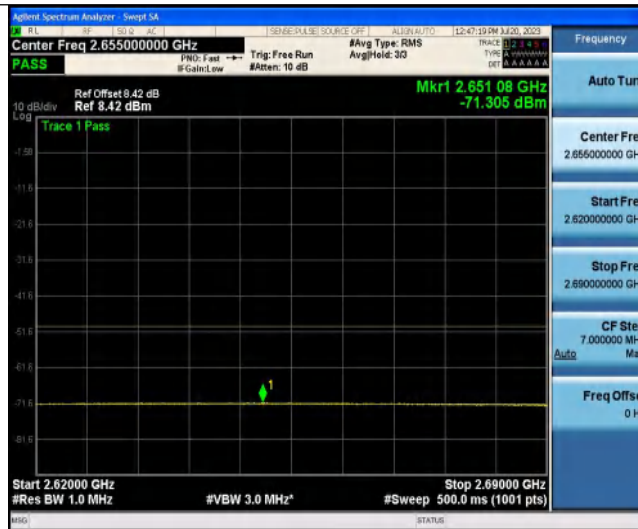 Agilent Spectrum Analyzer - Swept SA
RL RF 50 Ω AC SENSE:PULSE SOURCE OFF ALIGN AUTO 12:47:19 PM Jul 20, 2023
Center Freq 2.655000000 GHz
PASS
PNO: Fast
IFGain:Low
Trig: Free Run
#Atten: 10 dB
#Avg Type: RMS
Avg|Hold: 3/3
TRACE 1 2 3 4 5 6
TYPE
DET A A A A A A
Mkr1 2.651 08 GHz
-71.305 dBm
Ref Offset 8.42 dB
Ref 8.42 dBm
10 dB/div
Log
Trace 1 Pass
-1.58
-11.6
-21.6
-31.6
-41.6
-51.6
-61.6
-71.6
-81.6
1
Start 2.62000 GHz
Stop 2.69000 GHz
#Res BW 1.0 MHz
#VBW 3.0 MHz*
#Sweep 500.0 ms (1001 pts)
MSG
STATUS
Frequency
Auto Tun
Center Fre
2.655000000 GH
Start Fre
2.620000000 GH
Stop Fre
2.690000000 GH
CF Ste
7.000000 MH
Auto Ma
Freq Offse
0 H